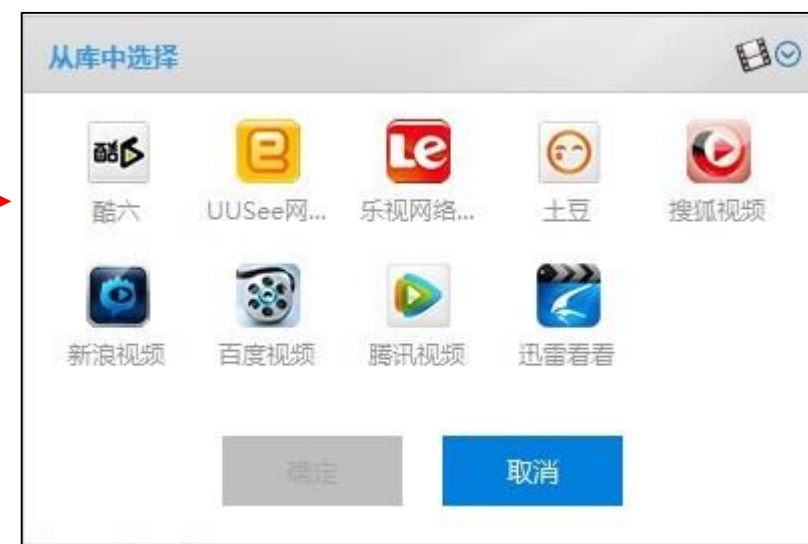 从库中选择
酷6
Le
酷六 UUSee网... 乐视网络... 土豆 搜狐视频
新浪视频 百度视频 腾讯视频 迅雷看看
确定 取消